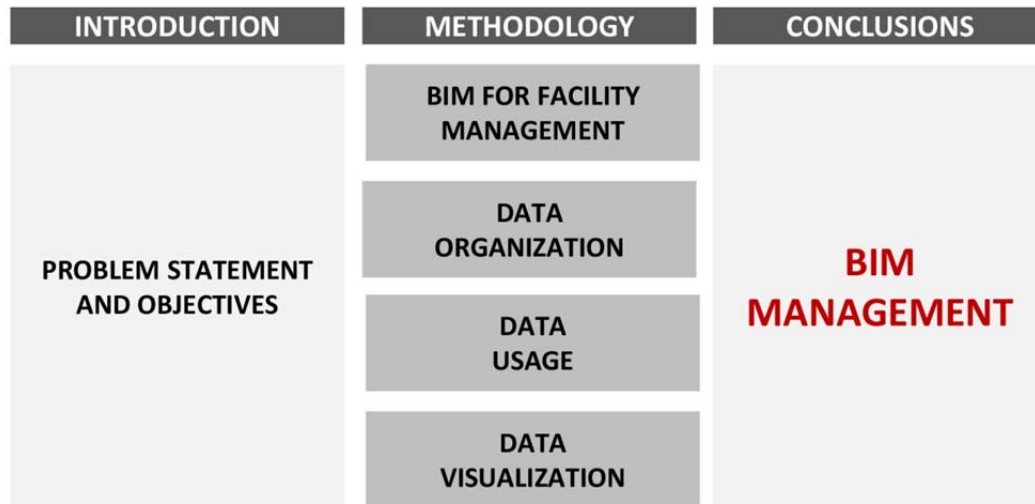 INTRODUCTION
PROBLEM STATEMENT
AND OBJECTIVES
METHODOLOGY
BIM FOR FACILITY
MANAGEMENT
DATA
ORGANIZATION
DATA
USAGE
DATA
VISUALIZATION
CONCLUSIONS
BIM
MANAGEMENT